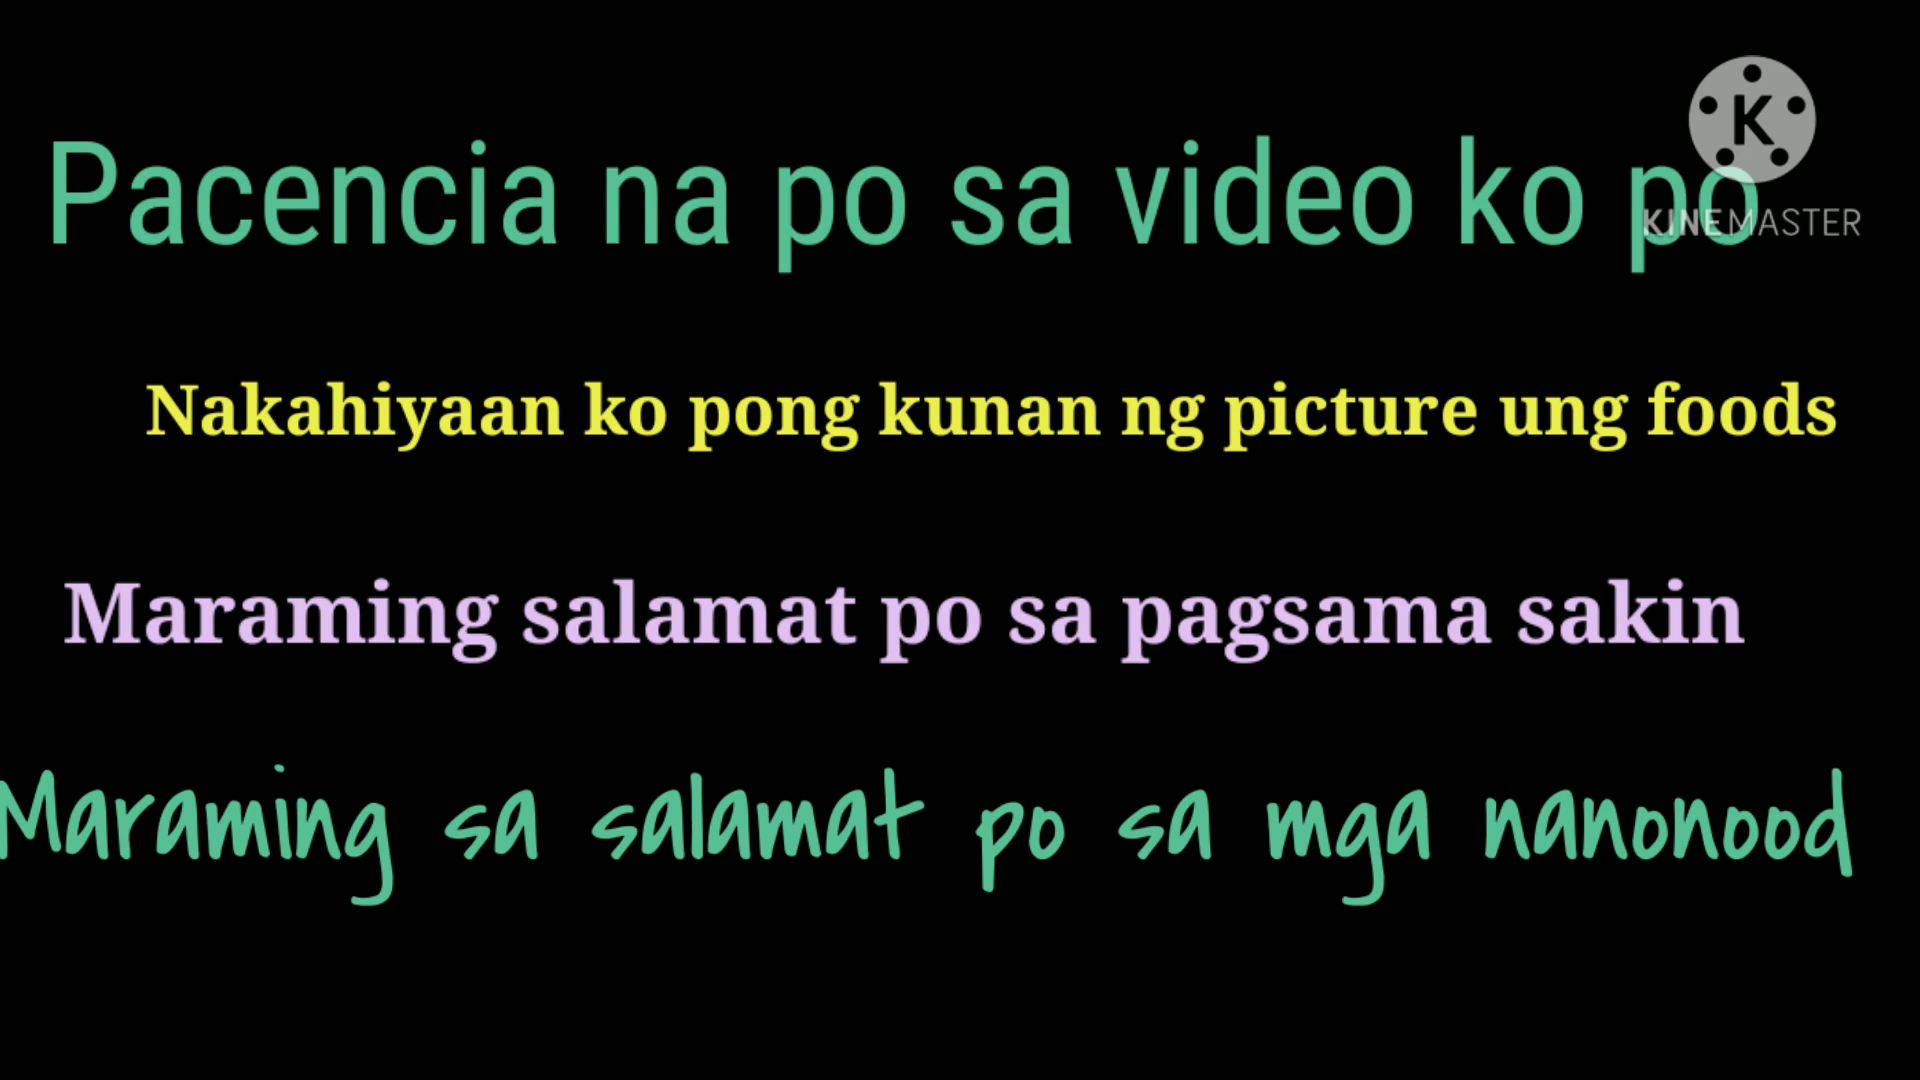 Pacencia na po sa video ko po
K
KINEMASTER
Nakahiyaan ko pong kunan ng picture ung foods
Maraming salamat po sa pagsama sakin
Maraming sa salamat po sa mga nanonood